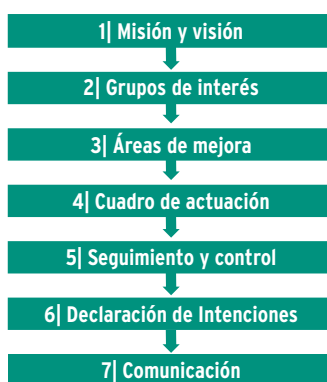 1| Misión y visión
2| Grupos de interés
3| Áreas de mejora
4| Cuadro de actuación
5| Seguimiento y control
6| Declaración de Intenciones
7| Comunicación